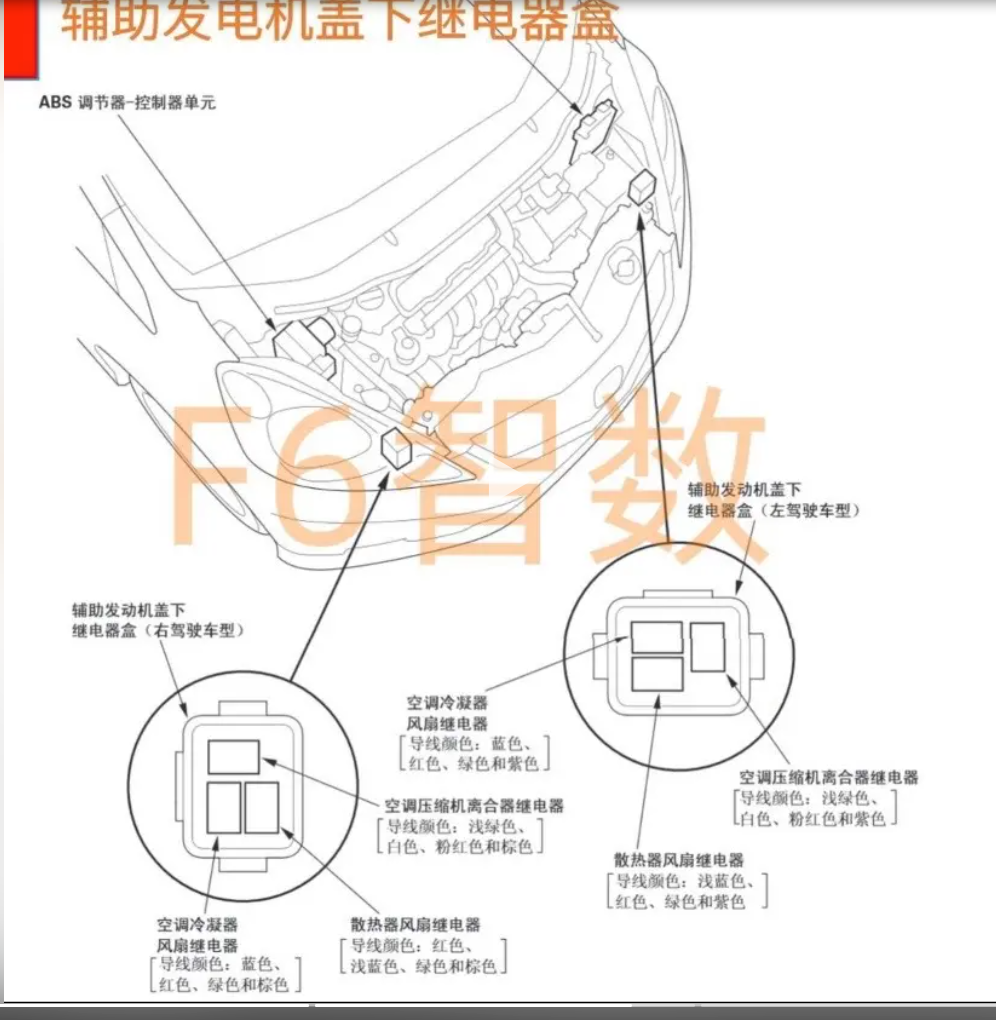 辅助发电机盖下继电器盒
ABS 调节器-控制器单元
F6智数
辅助发动机盖下
继电器盒（左驾驶车型）
辅助发动机盖下
继电器盒（右驾驶车型）
空调冷凝器
风扇继电器
[导线颜色：蓝色、
红色、绿色和紫色]
空调压缩机离合器继电器
[导线颜色：浅绿色、
白色、粉红色和紫色]
空调压缩机离合器继电器
[导线颜色：浅绿色、
白色、粉红色和棕色]
散热器风扇继电器
[导线颜色：浅蓝色、
红色、绿色和紫色]
空调冷凝器
风扇继电器
[导线颜色：蓝色、
红色、绿色和棕色]
散热器风扇继电器
[导线颜色：红色、
浅蓝色、绿色和棕色]